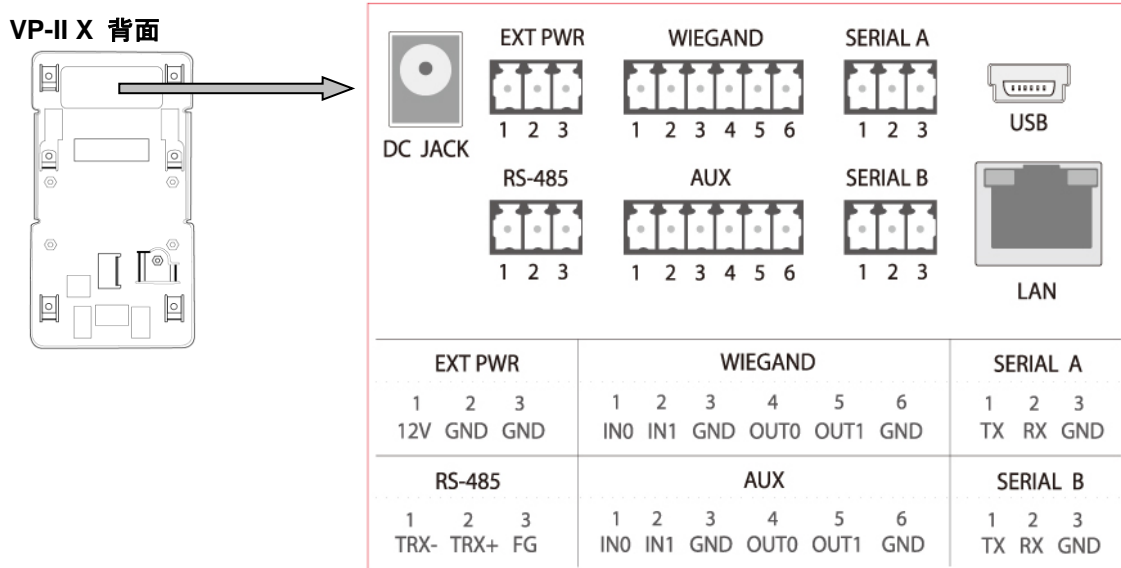 VP-II X 背面
EXT PWR WIEGAND SERIAL A
1 2 3 1 2 3 4 5 6 1 2 3
DC JACK USB
RS-485 AUX SERIAL B
1 2 3 1 2 3 4 5 6 1 2 3
LAN
EXT PWR WIEGAND SERIAL A
1 2 3 1 2 3 4 5 6 1 2 3
12V GND GND IN0 IN1 GND OUT0 OUT1 GND TX RX GND
RS-485 AUX SERIAL B
1 2 3 1 2 3 4 5 6 1 2 3
TRX- TRX+ FG IN0 IN1 GND OUT0 OUT1 GND TX RX GND